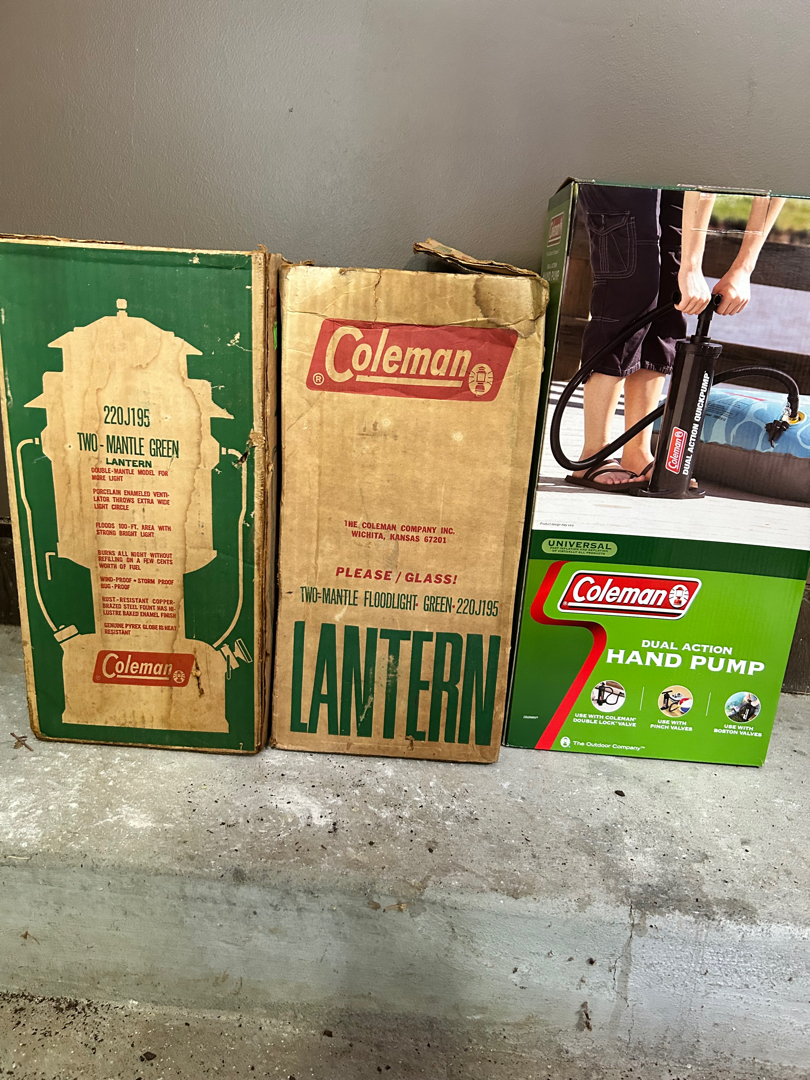 220J195
TWO-MANTLE GREEN
LANTERN
DOUBLE-MANTLE MODEL FOR
MORE LIGHT
PORCELAIN ENAMELED VENTI-
LATOR THROWS EXTRA WIDE
LIGHT CIRCLE
FLOODS 100-FT. AREA WITH
STRONG BRIGHT LIGHT
BURNS ALL NIGHT WITHOUT
REFILLING ON A FEW CENTS
WORTH OF FUEL
WIND-PROOF • STORM PROOF
BUG-PROOF
RUST-RESISTANT COPPER-
BRAZED STEEL FOUNT HAS HI-
LUSTRE BAKED ENAMEL FINISH
GENUINE PYREX GLOBE IS HEAT
RESISTANT
Coleman
® Coleman
THE COLEMAN COMPANY INC.
WICHITA, KANSAS 67201
PLEASE / GLASS!
TWO-MANTLE FLOODLIGHT-GREEN-220J195
LANTERN
Coleman
DUAL ACTION QUICKPUMP
UNIVERSAL
Coleman
DUAL ACTION
HAND PUMP
USE WITH COLEMAN®
DOUBLE LOCK™ VALVE
USE WITH
PINCH VALVES
USE WITH
BOSTON VALVES
The Outdoor Company™